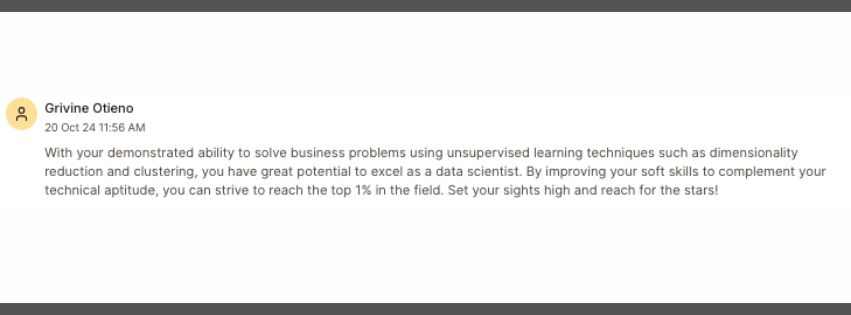 Grivine Otieno
20 Oct 24 11:56 AM
With your demonstrated ability to solve business problems using unsupervised learning techniques such as dimensionality
reduction and clustering, you have great potential to excel as a data scientist. By improving your soft skills to complement your
technical aptitude, you can strive to reach the top 1% in the field. Set your sights high and reach for the stars!